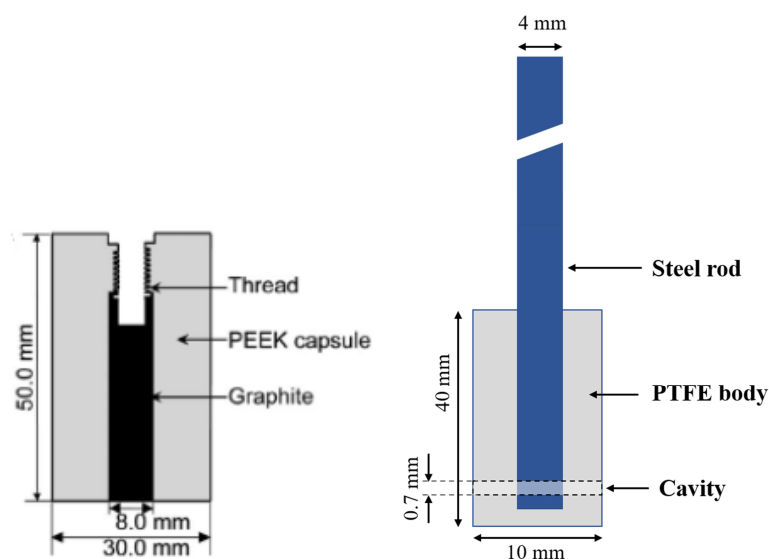 4 mm
Steel rod
Thread
PEEK capsule
Graphite
50.0 mm
8.0 mm
30.0 mm
40 mm
PTFE body
0.7 mm
Cavity
10 mm